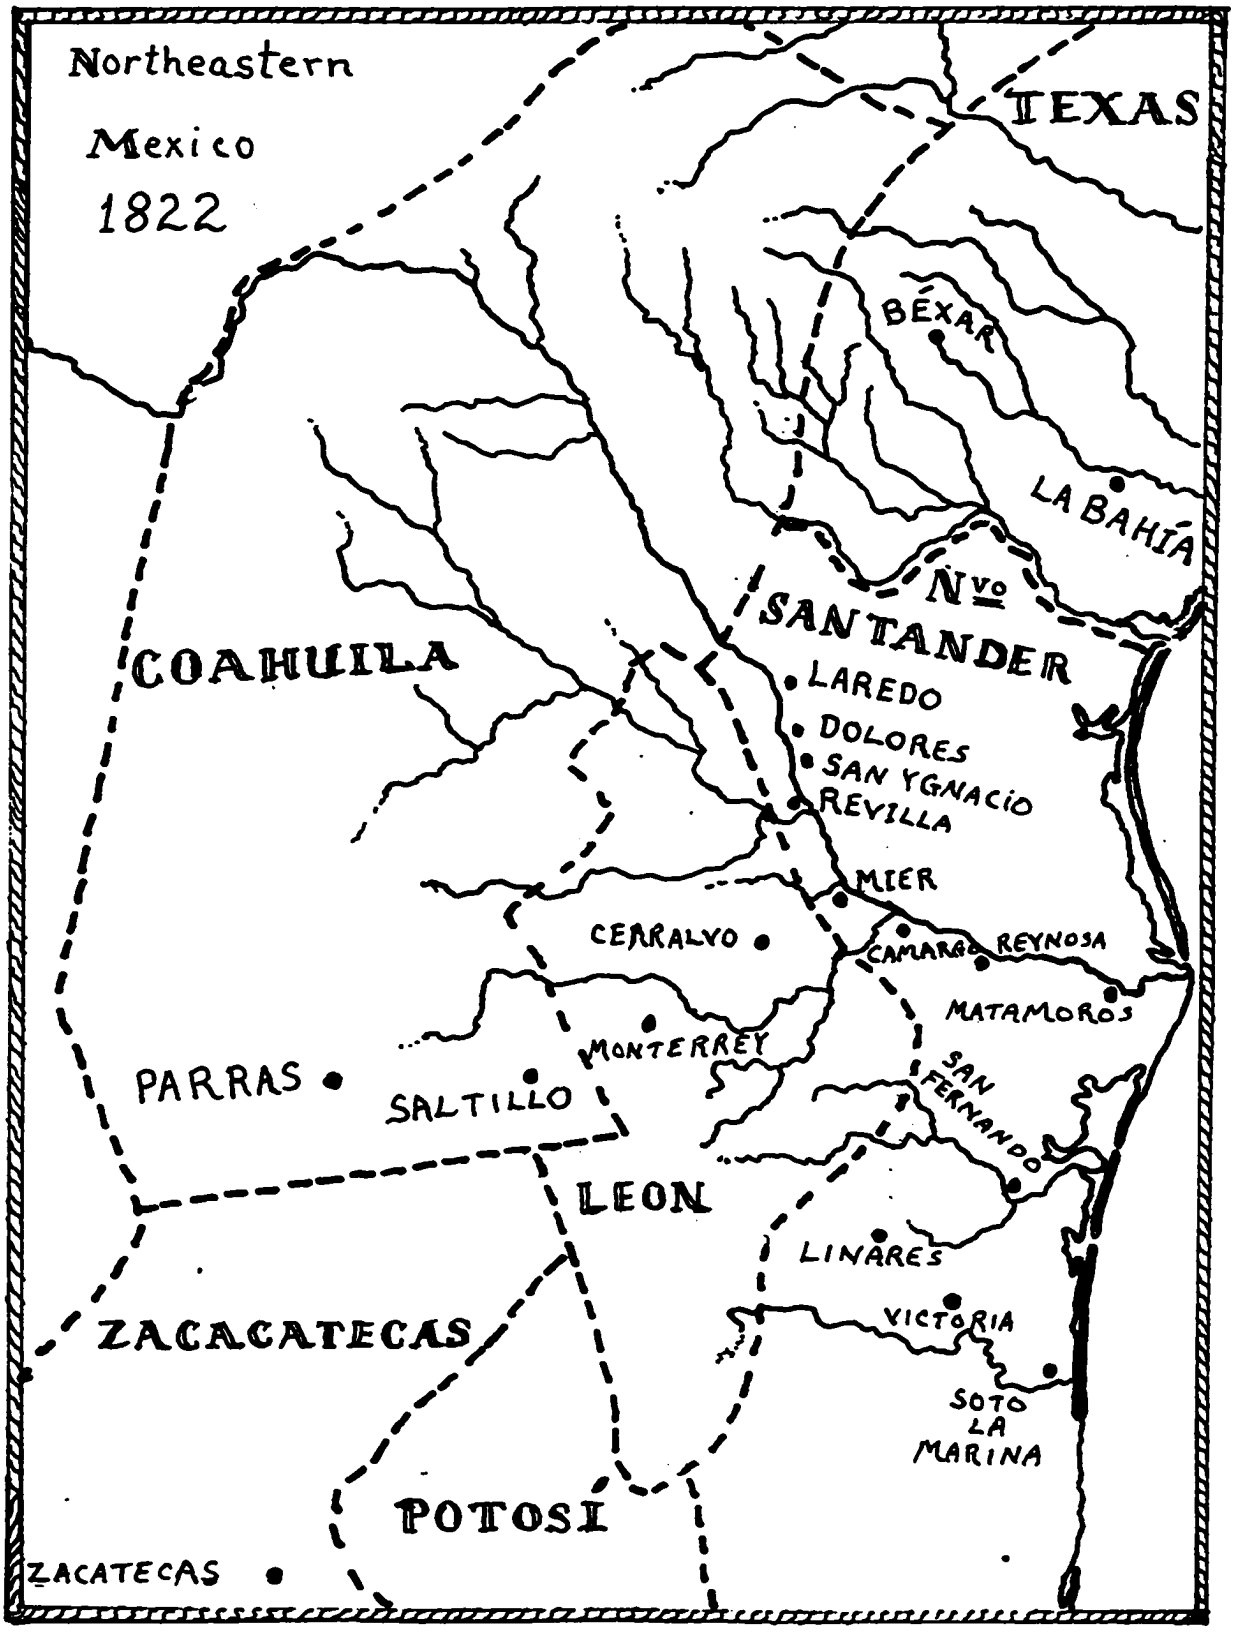 Northeastern
Mexico
1822
TEXAS
BÉXAR
LA BAHÍA
Nvo
SANTANDER
COAHUILA
LAREDO
DOLORES
SAN YGNACIO
REVILLA
MIER
CERRALVO
CAMARGO
REYNOSA
MATAMOROS
MONTERREY
PARRAS
SALTILLO
SAN
FERNANDO
LEON
LINARES
ZACACATECAS
VICTORIA
SOTO
LA
MARINA
POTOSI
ZACATECAS